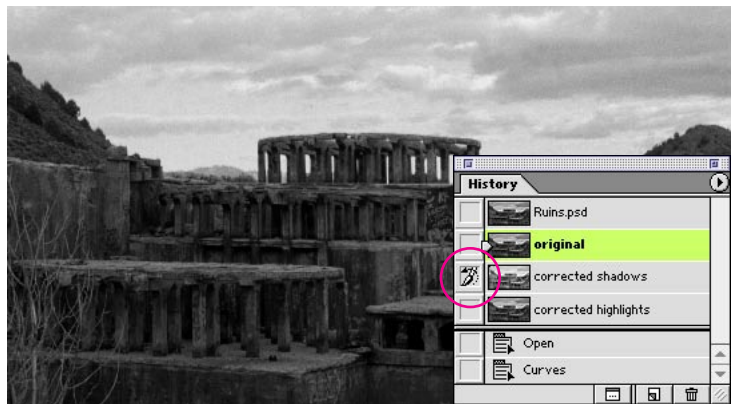 History
Ruins.psd
original
corrected shadows
corrected highlights
Open
Curves